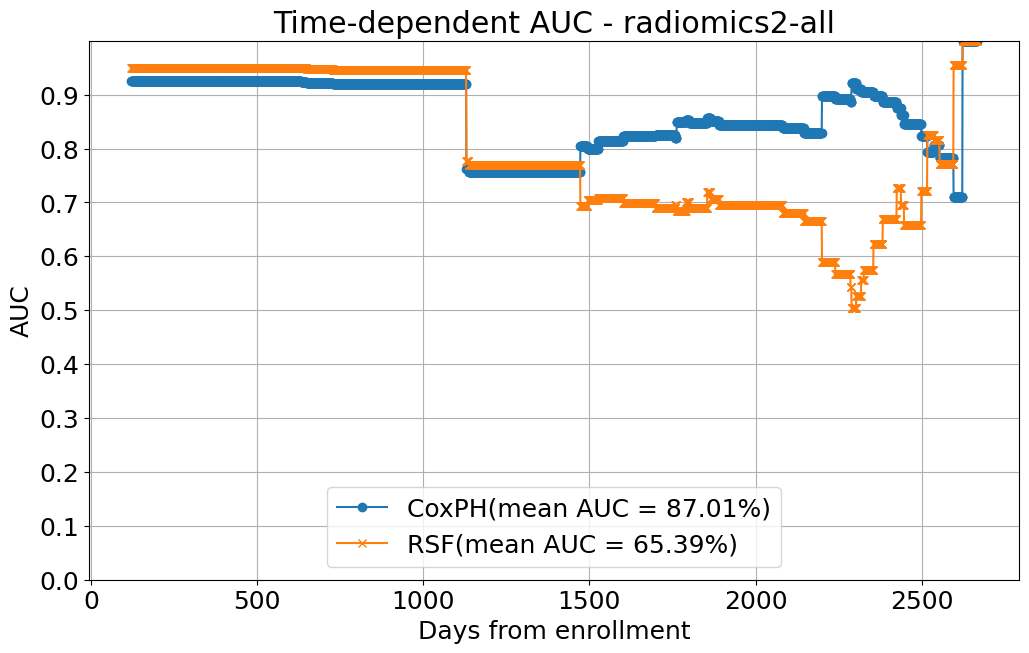 Time-dependent AUC - radiomics2-all
AUC
0.9
0.8
0.7
0.6
0.5
0.4
0.3
0.2
0.1
0.0
CoxPH(mean AUC = 87.01%)
RSF(mean AUC = 65.39%)
0 500 1000 1500 2000 2500
Days from enrollment